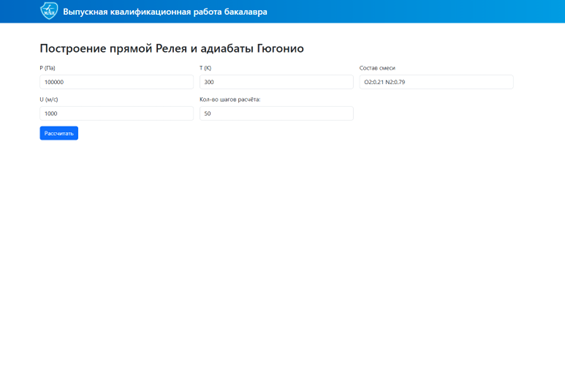 Выпускная квалификационная работа бакалавра
Построение прямой Релея и адиабаты Гюгонио
P (Па)
T (К)
Состав смеси
100000
300
O2:0.21 N2:0.79
U (м/с)
Кол-во шагов расчёта:
1000
50
Рассчитать